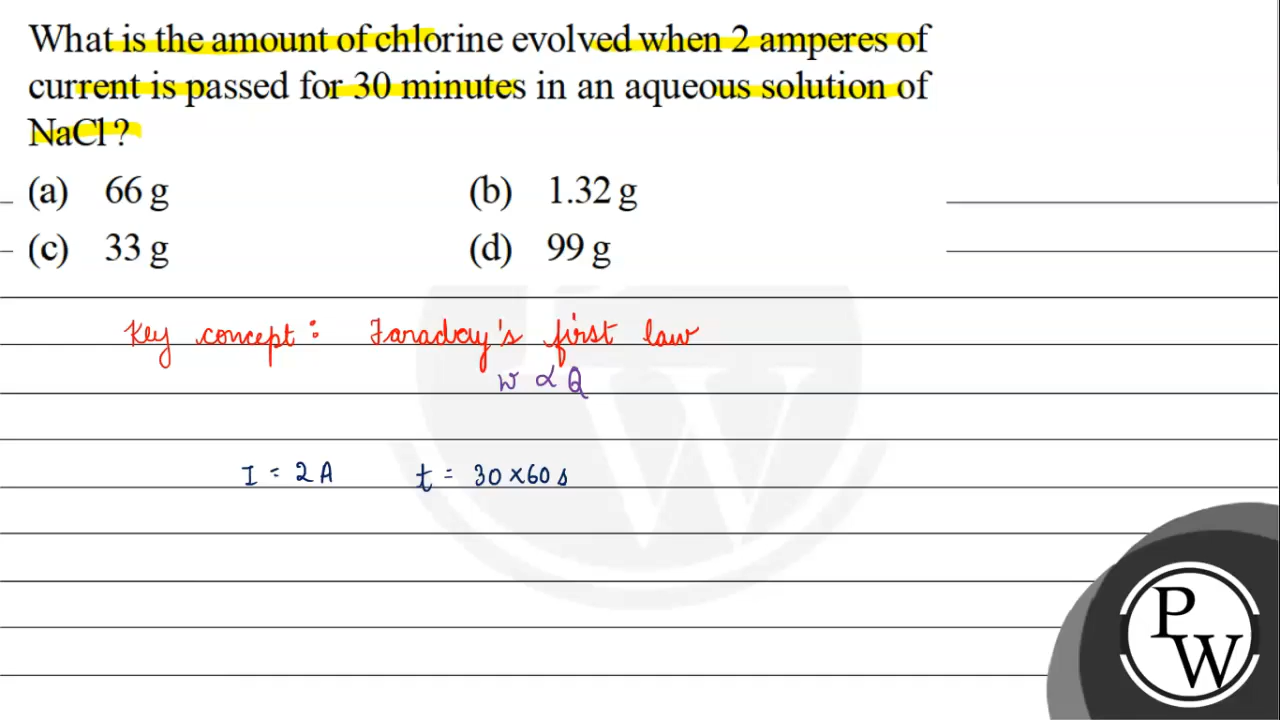 What is the amount of chlorine evolved when 2 amperes of
current is passed for 30 minutes in an aqueous solution of
NaCl ?
(a) 66 g (b) 1.32 g
(c) 33 g (d) 99 g
Key concept : Faraday's first law
w ∝ Q
I = 2 A t = 30 × 60 s
W
P
W